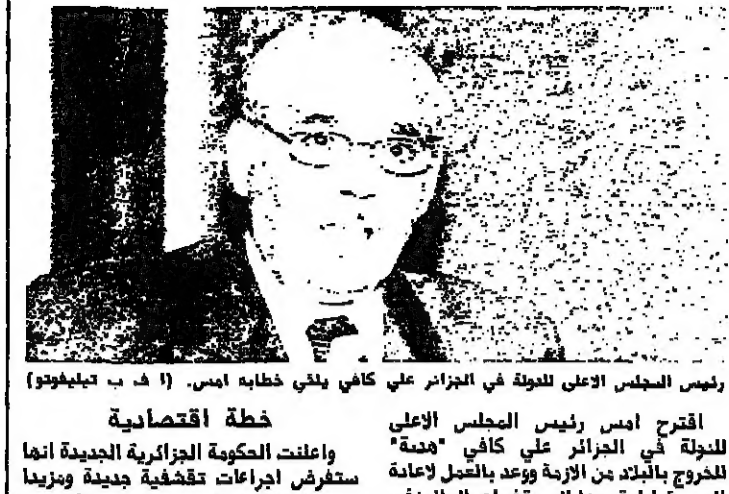 رئيس المجلس الاعلى للدولة في الجزائر علي كافي يلقي خطابه امس. (ا ف ب تيليفوتو)
اقترح امس رئيس المجلس الاعلى
للدولة في الجزائر علي كافي "هدنة"
للخروج بالبلاد من الازمة ووعد بالعمل لاعادة
خطة اقتصادية
واعلنت الحكومة الجزائرية الجديدة انها
ستفرض اجراءات تقشفية جديدة ومزيدا